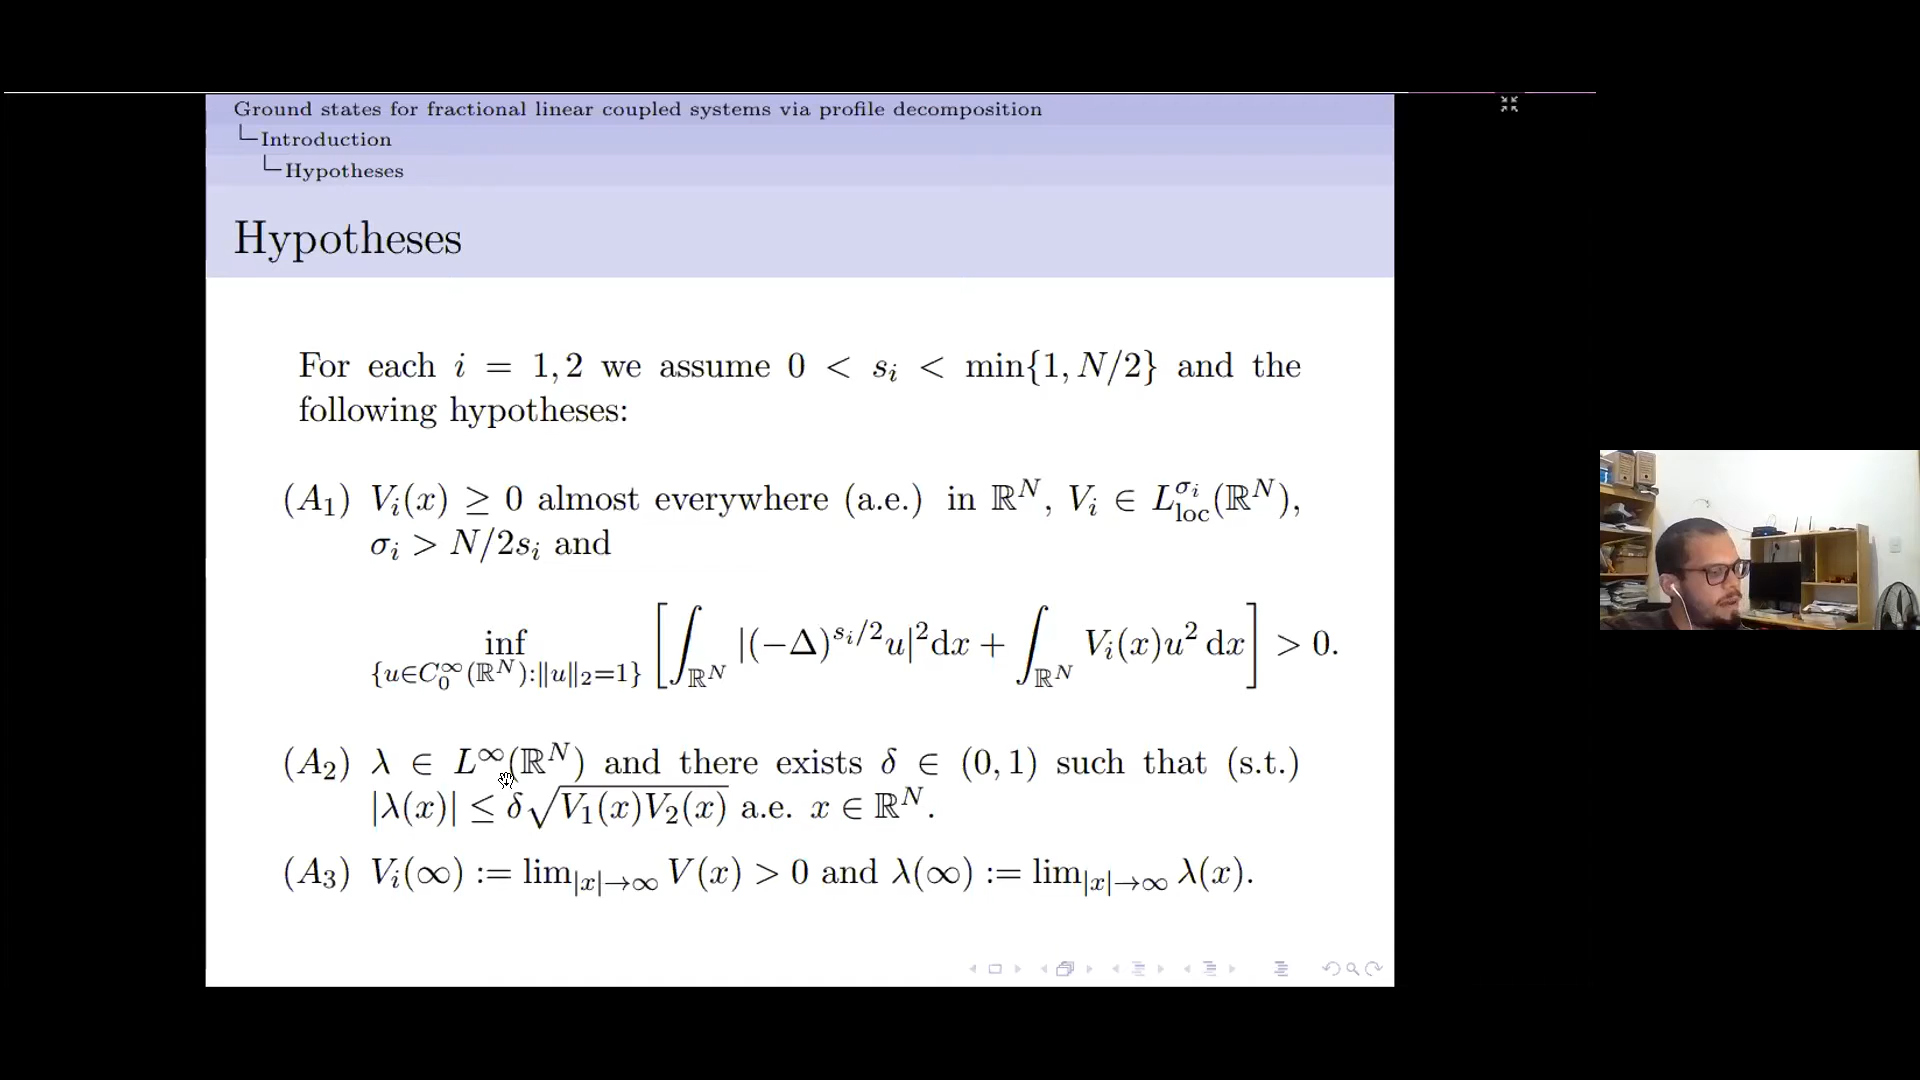 Ground states for fractional linear coupled systems via profile decomposition
Introduction
Hypotheses
Hypotheses
For each i = 1, 2 we assume 0 < s_i < min{1, N/2} and the
following hypotheses:
(A_1) V_i(x) ≥ 0 almost everywhere (a.e.) in ℝ^N, V_i ∈ L^{σ_i}_{loc}(ℝ^N),
σ_i > N/2s_i and
inf_{{u∈C_0^∞(ℝ^N):‖u‖_2=1}} [∫_{ℝ^N} |(−Δ)^{s_i/2}u|^2 dx + ∫_{ℝ^N} V_i(x)u^2 dx] > 0.
(A_2) λ ∈ L^∞(ℝ^N) and there exists δ ∈ (0, 1) such that (s.t.)
|λ(x)| ≤ δ√(V_1(x)V_2(x)) a.e. x ∈ ℝ^N.
(A_3) V_i(∞) := lim_{|x|→∞} V(x) > 0 and λ(∞) := lim_{|x|→∞} λ(x).